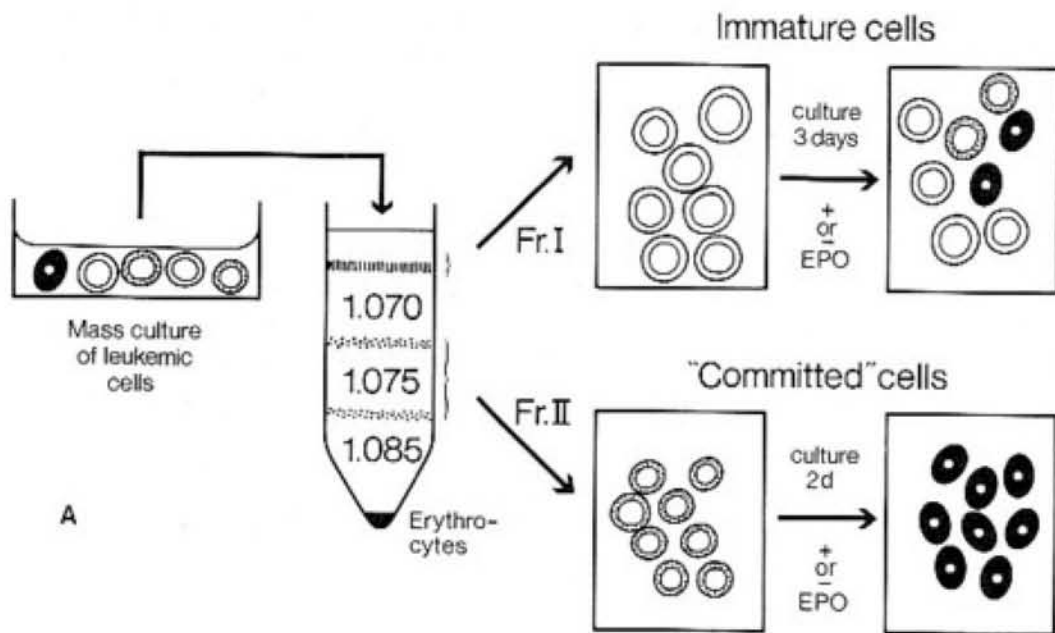 Immature cells
culture
3 days
+
or
−
EPO
Fr.I
Mass culture
of leukemic
cells
1.070
1.075
1.085
Erythro-
cytes
A
"Committed" cells
Fr.II
culture
2d
+
or
−
EPO